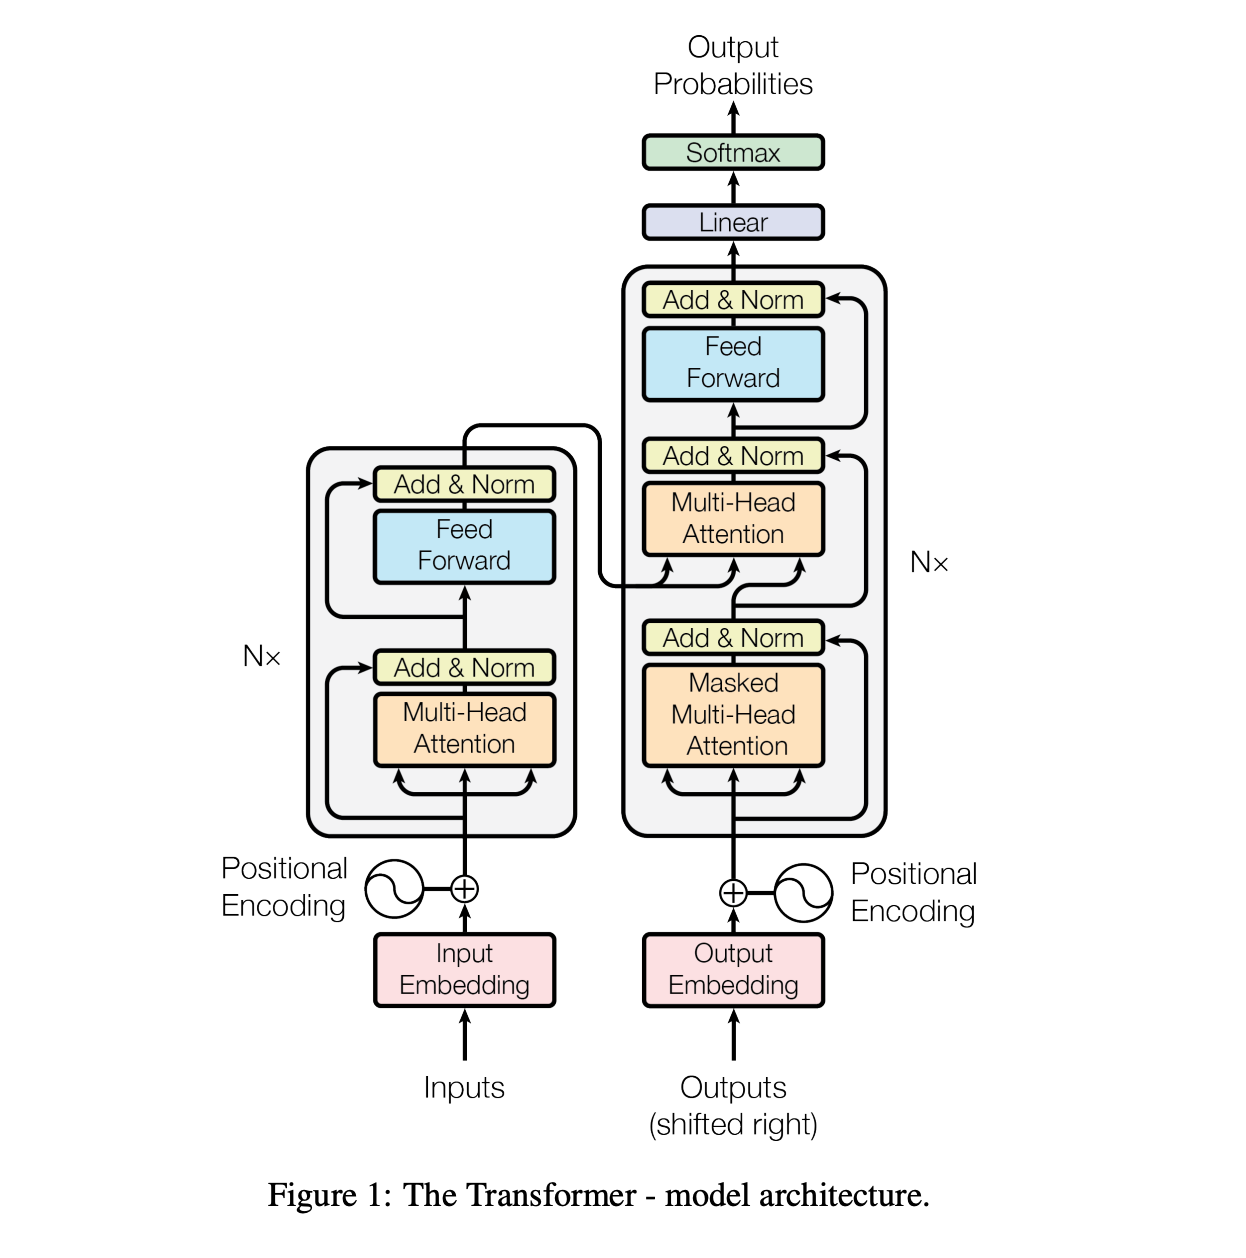 Output
Probabilities
Softmax
Linear
Add & Norm
Feed
Forward
Add & Norm
Multi-Head
Attention
Add & Norm
Masked
Multi-Head
Attention
Nx
Add & Norm
Feed
Forward
Add & Norm
Multi-Head
Attention
Nx
Positional
Encoding
Positional
Encoding
Input
Embedding
Output
Embedding
Inputs
Outputs
(shifted right)
Figure 1: The Transformer - model architecture.